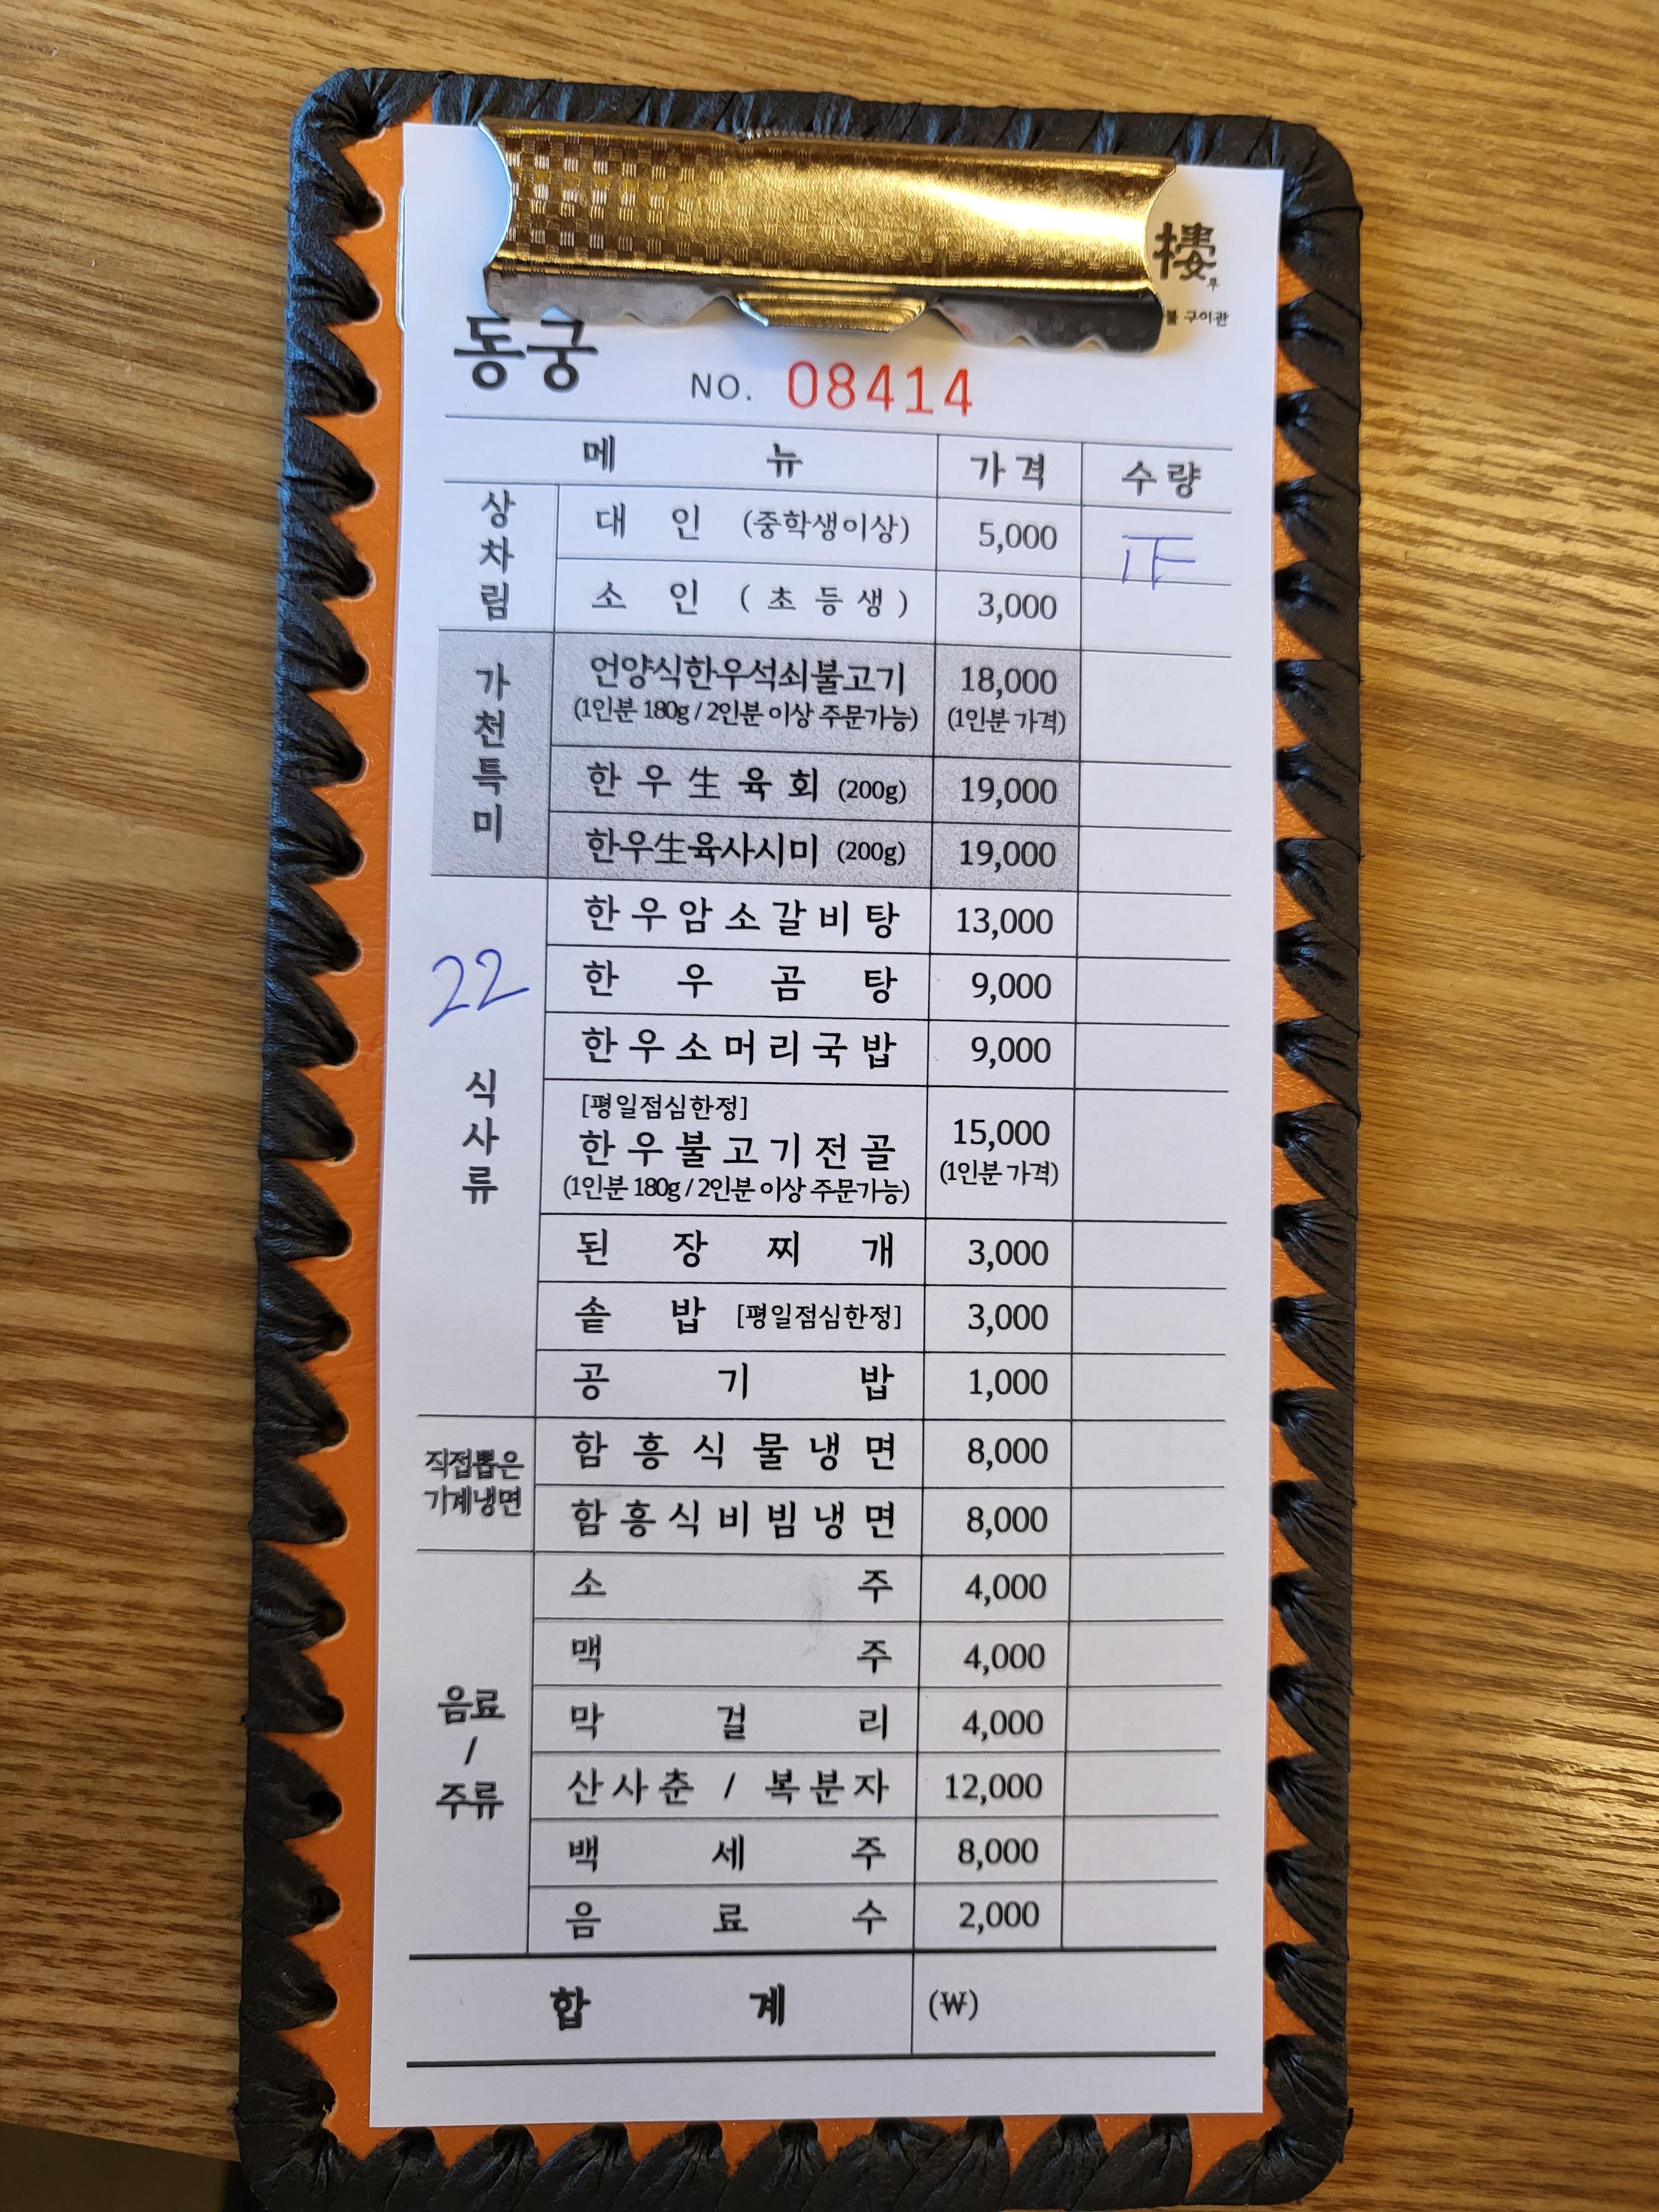 樓루
불 구이관
동궁
NO. 08414
메뉴 가격 수량
상차림
대인 (중학생이상) 5,000
소인 (초등생) 3,000
가천특미
언양식한우석쇠불고기 18,000
(1인분 180g / 2인분 이상 주문가능) (1인분 가격)
한우生육회 (200g) 19,000
한우生육사시미 (200g) 19,000
22
식사류
한우암소갈비탕 13,000
한우곰탕 9,000
한우소머리국밥 9,000
[평일점심한정]
한우불고기전골 15,000
(1인분 180g / 2인분 이상 주문가능) (1인분 가격)
된장찌개 3,000
솥밥 [평일점심한정] 3,000
공기밥 1,000
직접뽑은
기계냉면
함흥식물냉면 8,000
함흥식비빔냉면 8,000
음료
/
주류
소주 4,000
맥주 4,000
막걸리 4,000
산사춘 / 복분자 12,000
백세주 8,000
음료수 2,000
합계 (₩)